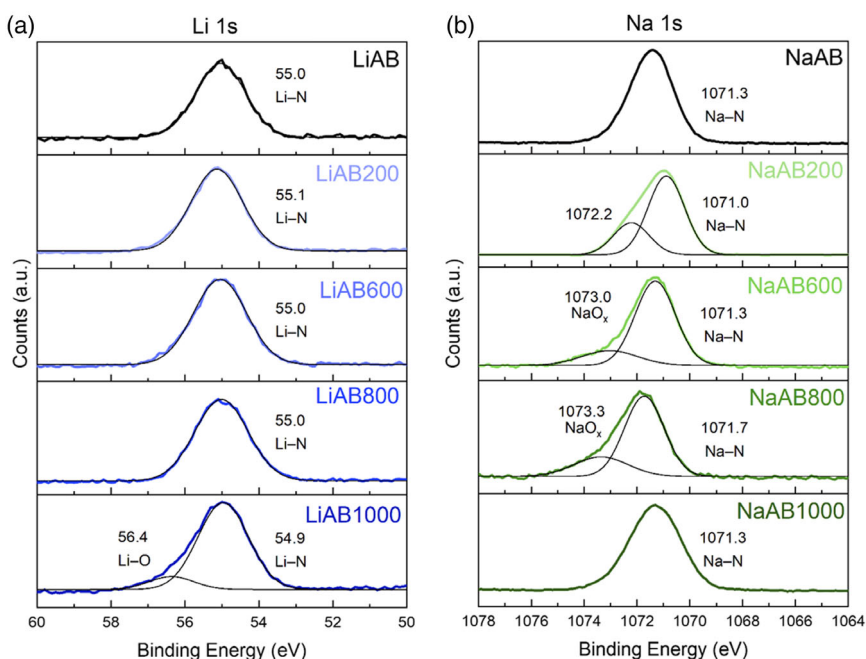 (a)
Li 1s
LiAB
55.0
Li–N
LiAB200
55.1
Li–N
LiAB600
55.0
Li–N
LiAB800
55.0
Li–N
LiAB1000
56.4
Li–O
54.9
Li–N
Counts (a.u.)
60 58 56 54 52 50
Binding Energy (eV)
(b)
Na 1s
NaAB
1071.3
Na–N
NaAB200
1072.2
1071.0
Na–N
NaAB600
1073.0
NaOₓ
1071.3
Na–N
NaAB800
1073.3
NaOₓ
1071.7
Na–N
NaAB1000
1071.3
Na–N
Counts (a.u.)
1078 1076 1074 1072 1070 1068 1066 1064
Binding Energy (eV)